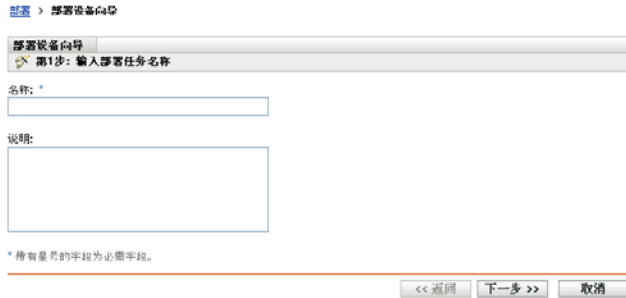 部署 > 部署设备向导
部署设备向导
第1步: 输入部署任务名称
名称: *
说明:
* 带有星号的字段为必需字段。
<< 返回 下一步 >> 取消